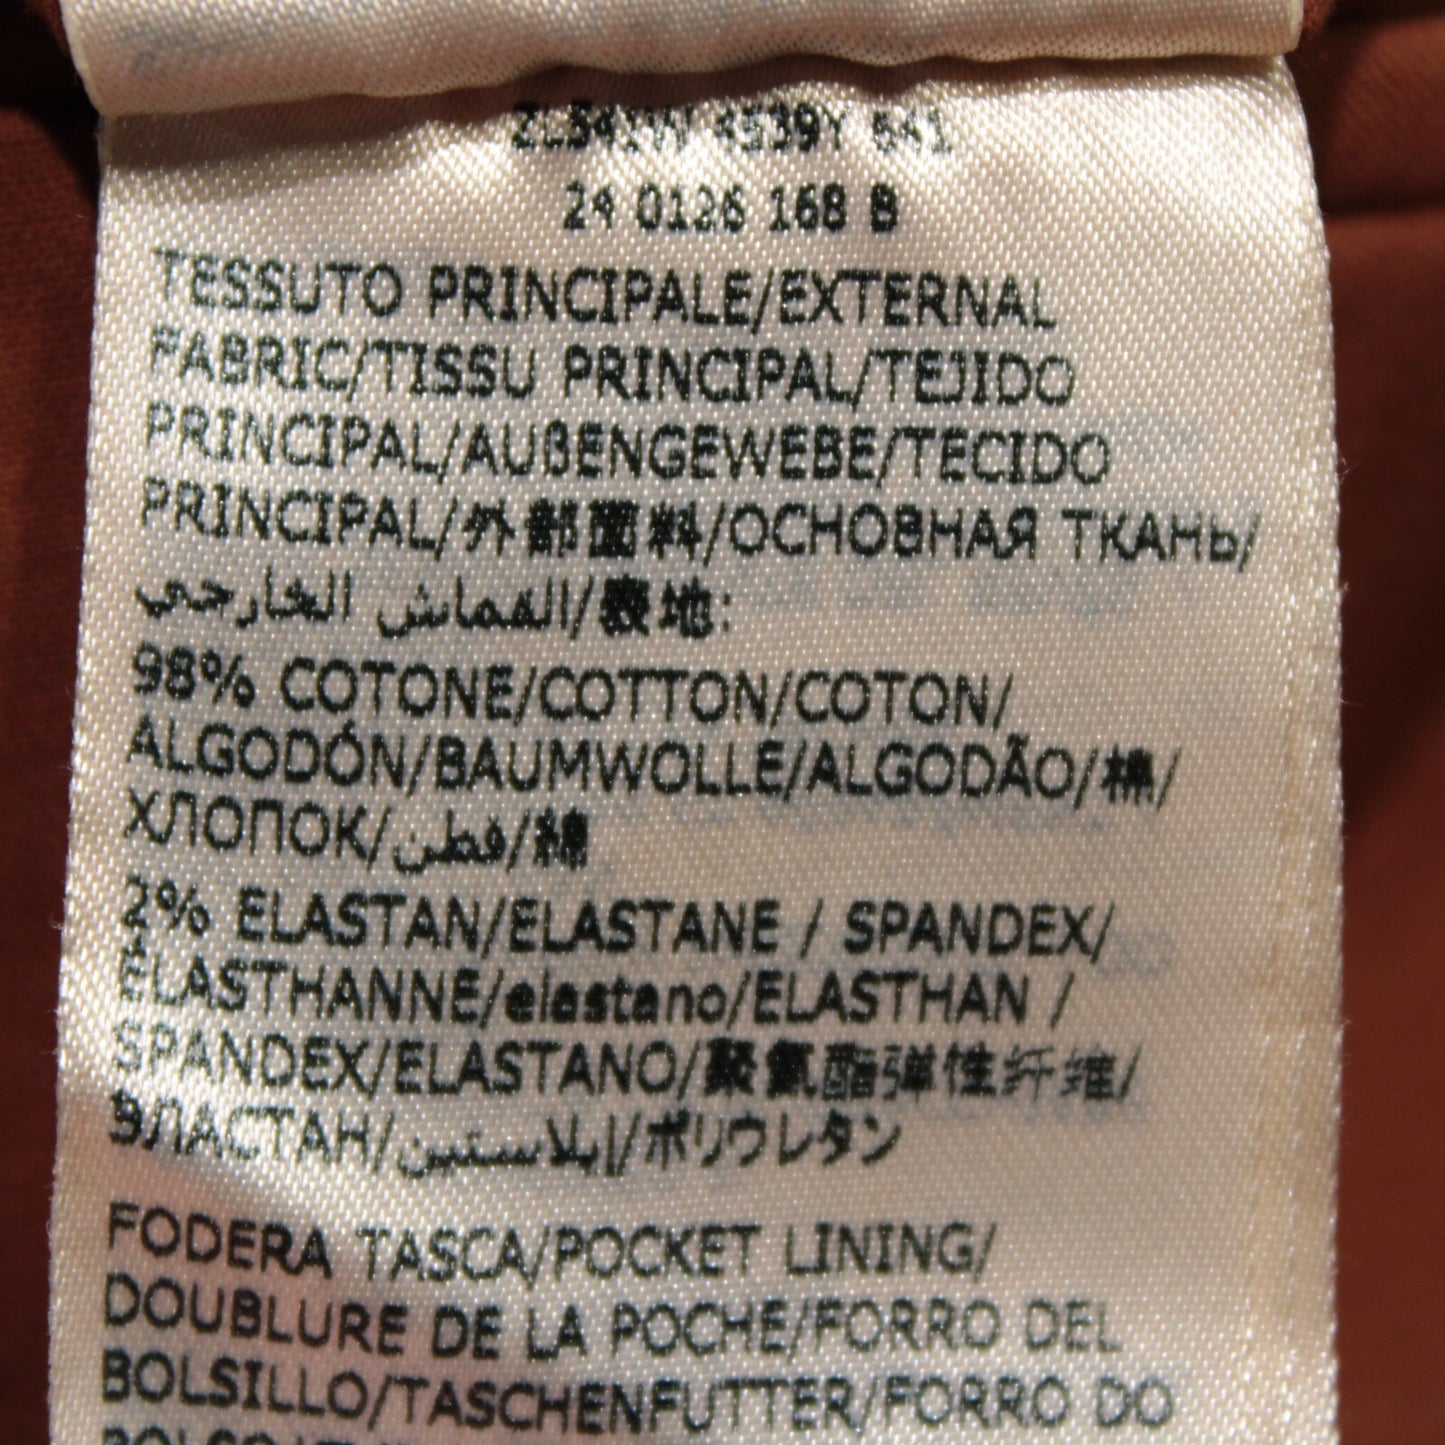 4539Y 641
24 0126 168 B
TESSUTO PRINCIPALE/EXTERNAL
FABRIC/TISSU PRINCIPAL/TEJIDO
PRINCIPAL/AUßENGEWEBE/TECIDO
PRINCIPAL/外部面料/ОСНОВНАЯ ТКАНЬ/
القماش الخارجي/表地:
98% COTONE/COTTON/COTON/
ALGODÓN/BAUMWOLLE/ALGODÃO/棉/
ХЛОПОК/قطن/綿
2% ELASTAN/ELASTANE / SPANDEX/
ÉLASTHANNE/elastano/ELASTHAN /
SPANDEX/ELASTANO/聚氨酯弹性纤维/
ЭЛАСТАН/إيلاستين/ポリウレタン
FODERA TASCA/POCKET LINING/
DOUBLURE DE LA POCHE/FORRO DEL
BOLSILLO/TASCHENFUTTER/FORRO DO